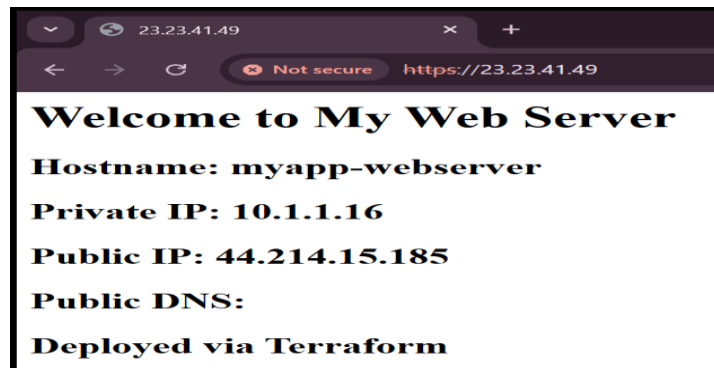 23.23.41.49
Not secure https://23.23.41.49
Welcome to My Web Server
Hostname: myapp-webserver
Private IP: 10.1.1.16
Public IP: 44.214.15.185
Public DNS:
Deployed via Terraform